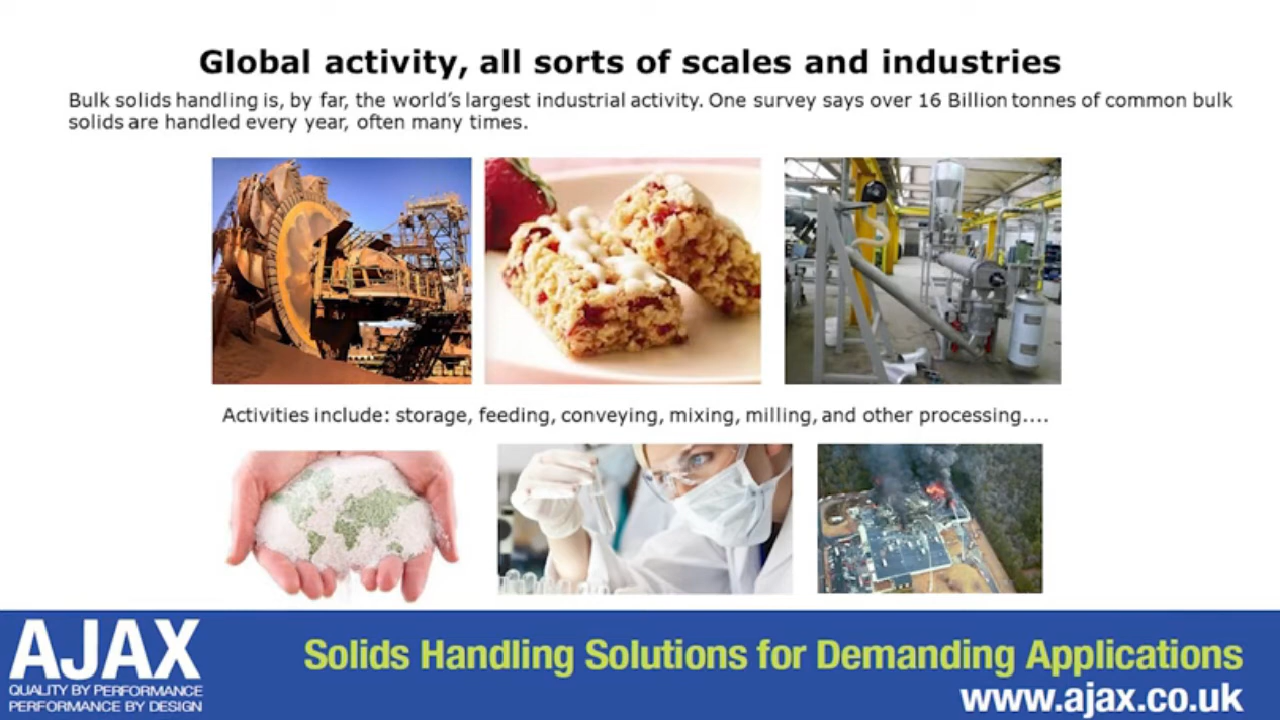 Global activity, all sorts of scales and industries
Bulk solids handling is, by far, the world's largest industrial activity. One survey says over 16 Billion tonnes of common bulk
solids are handled every year, often many times.
Activities include: storage, feeding, conveying, mixing, milling, and other processing....
AJAX
QUALITY BY PERFORMANCE
PERFORMANCE BY DESIGN
Solids Handling Solutions for Demanding Applications
www.ajax.co.uk